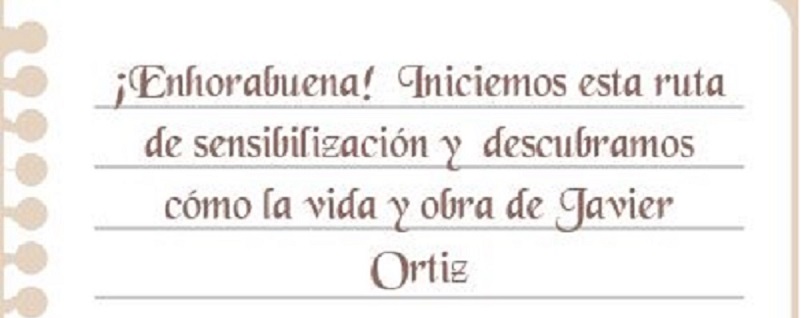 ¡Enhorabuena! Iniciemos esta ruta
de sensibilización y descubramos
cómo la vida y obra de Javier
Ortiz